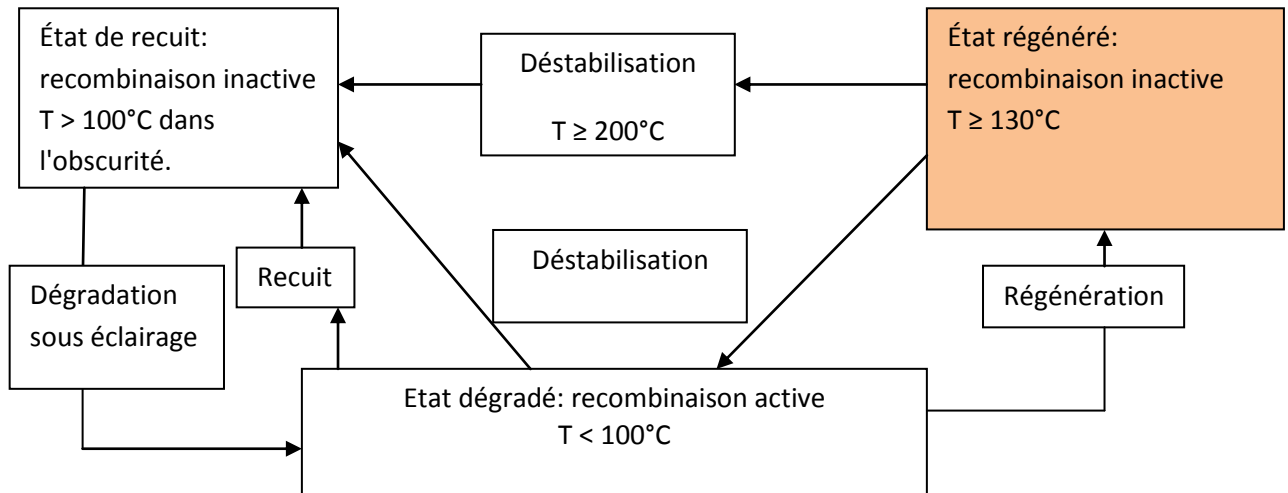 État de recuit:
recombinaison inactive
T > 100°C dans
l'obscurité.
Déstabilisation
T ≥ 200°C
État régénéré:
recombinaison inactive
T ≥ 130°C
Dégradation
sous éclairage
Recuit
Déstabilisation
Régénération
Etat dégradé: recombinaison active
T < 100°C